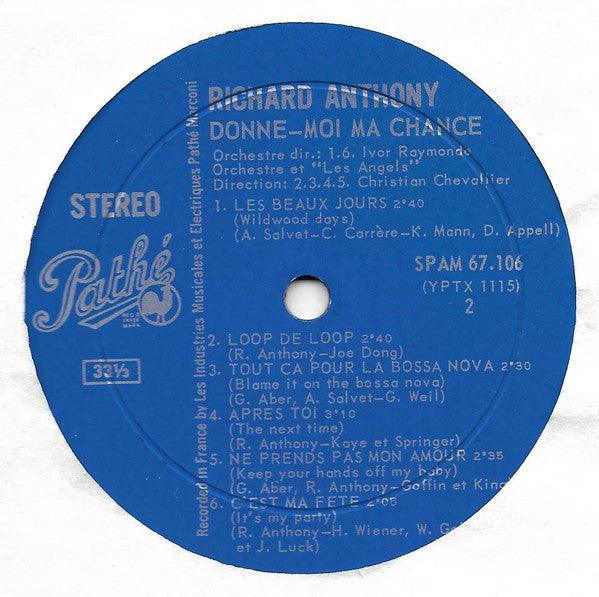 RICHARD ANTHONY
DONNE-MOI MA CHANCE
Orchestre dir.: 1.6. Ivor Raymonde
Orchestre et "Les Angels"
Direction: 2.3.4.5. Christian Chevallier
STEREO
1. LES BEAUX JOURS 2"40
(Wildwood days)
(A. Salvet-C. Carrère-K. Mann, D. Appell)
Pathé
REG D
TRADE
MARK
SPAM 67.106
(YPTX 1115)
2
33⅓
2. LOOP DE LOOP 2"40
(R. Anthony-Joe Dong)
3. TOUT ÇA POUR LA BOSSA NOVA 2"30
(Blame it on the bossa nova)
(G. Aber, A. Salvet-G. Weil)
4. APRES TOI 3"10
(The next time)
(R. Anthony-Kaye et Springer)
5. NE PRENDS PAS MON AMOUR 2"35
(Keep your hands off my baby)
(G. Aber, R. Anthony-Goffin et King
6. C'EST MA FETE 2"05
(It's my party)
(R. Anthony-H. Wiener, W.
et J. Luck)
Recorded in France by Les Industries Musicales et Electriques Pathé Marconi